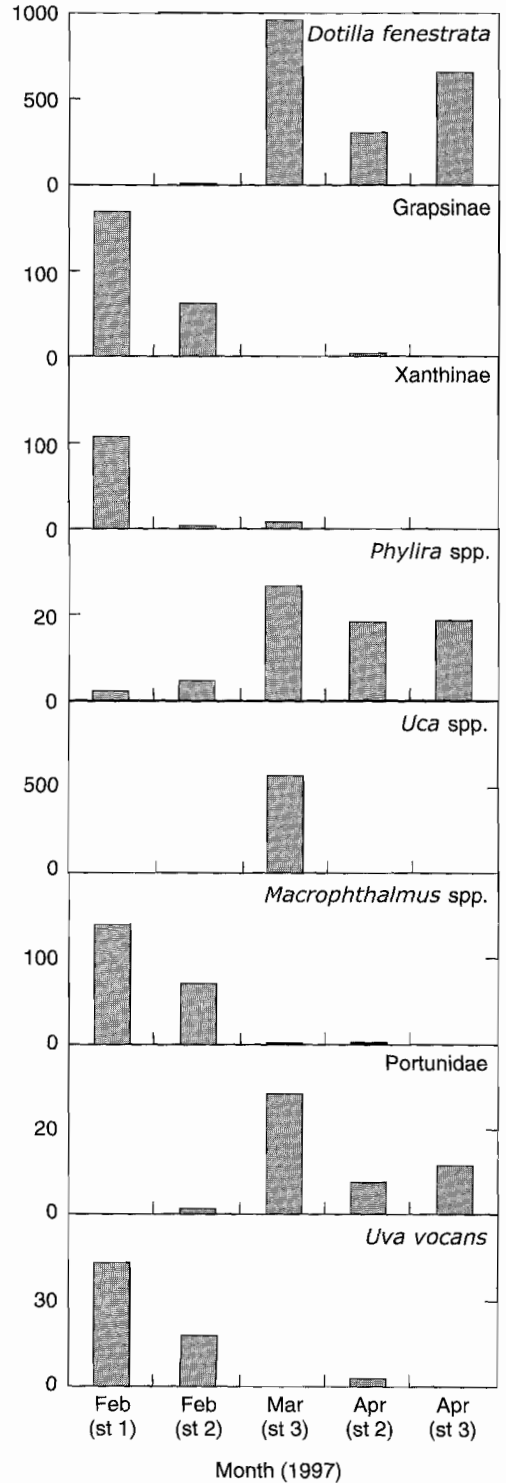 1000
Dotilla fenestrata
500
0
Grapsinae
100
0
Xanthinae
100
0
Phylira spp.
20
0
Uca spp.
500
0
Macrophthalmus spp.
100
0
Portunidae
20
0
Uva vocans
30
0
Feb Feb Mar Apr Apr
(st 1) (st 2) (st 3) (st 2) (st 3)
Month (1997)